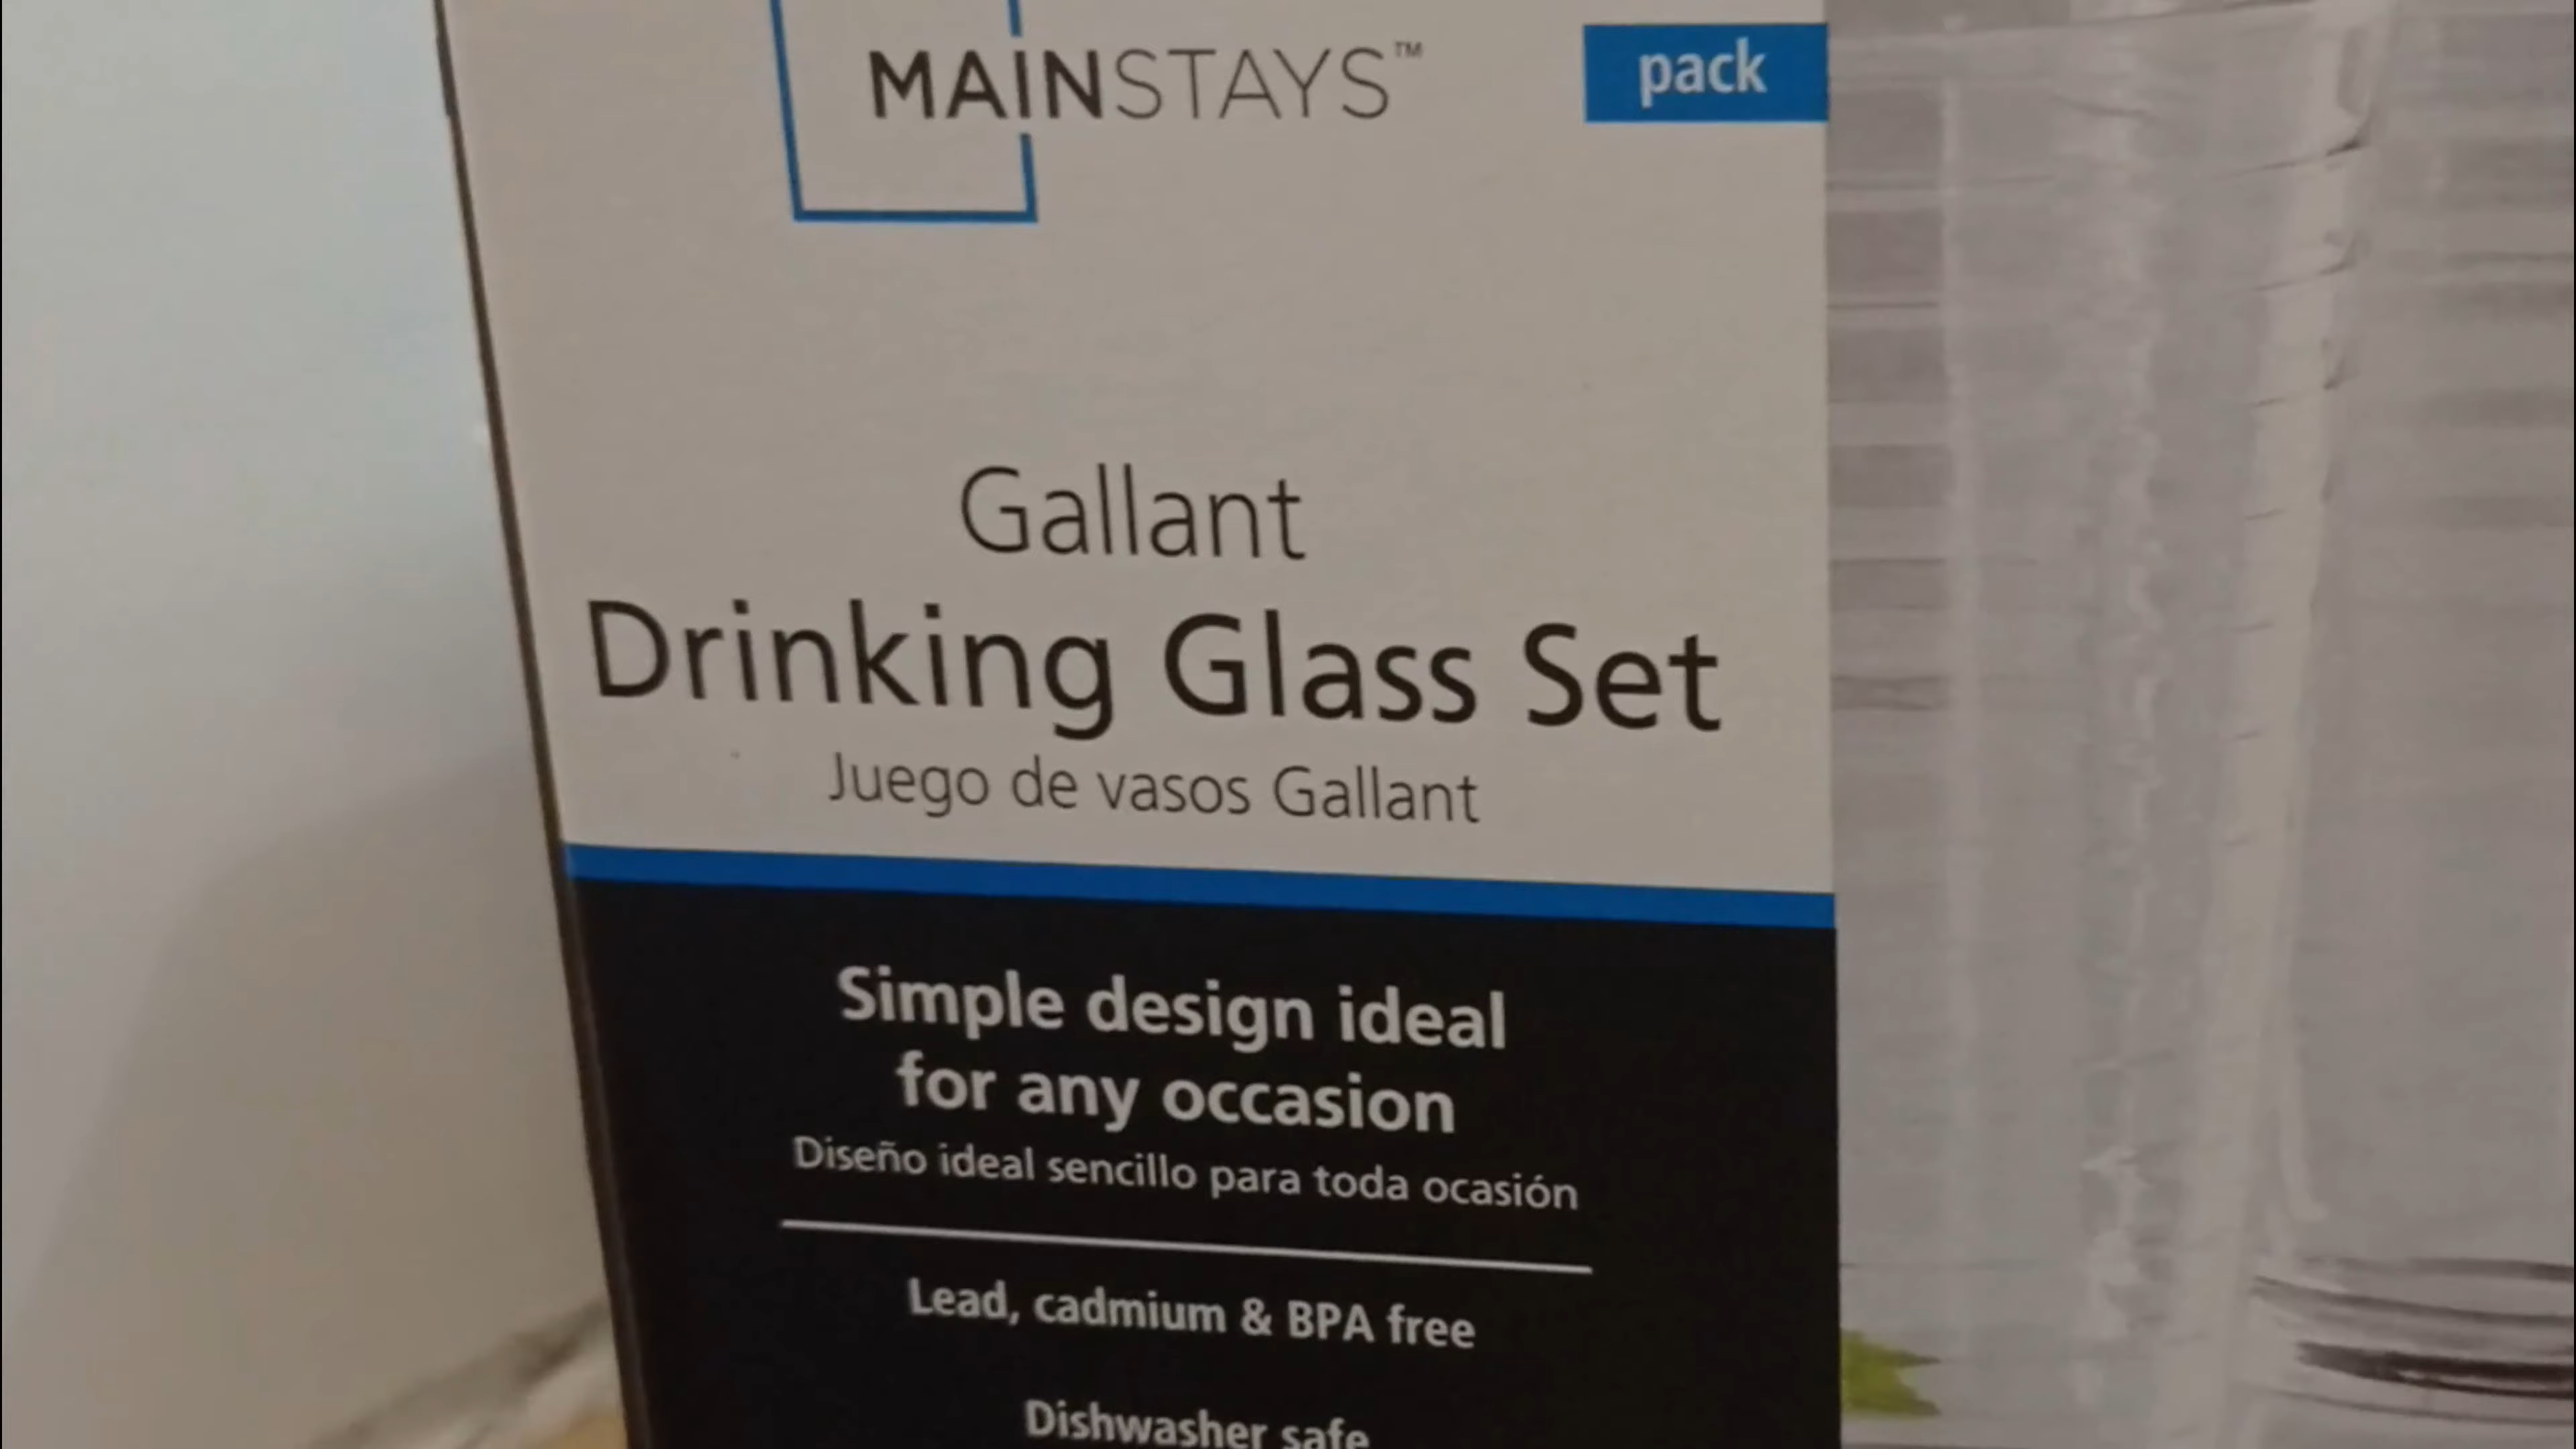 MAINSTAYS™
pack
Gallant
Drinking Glass Set
Juego de vasos Gallant
Simple design ideal
for any occasion
Diseño ideal sencillo para toda ocasión
Lead, cadmium & BPA free
Dishwasher safe